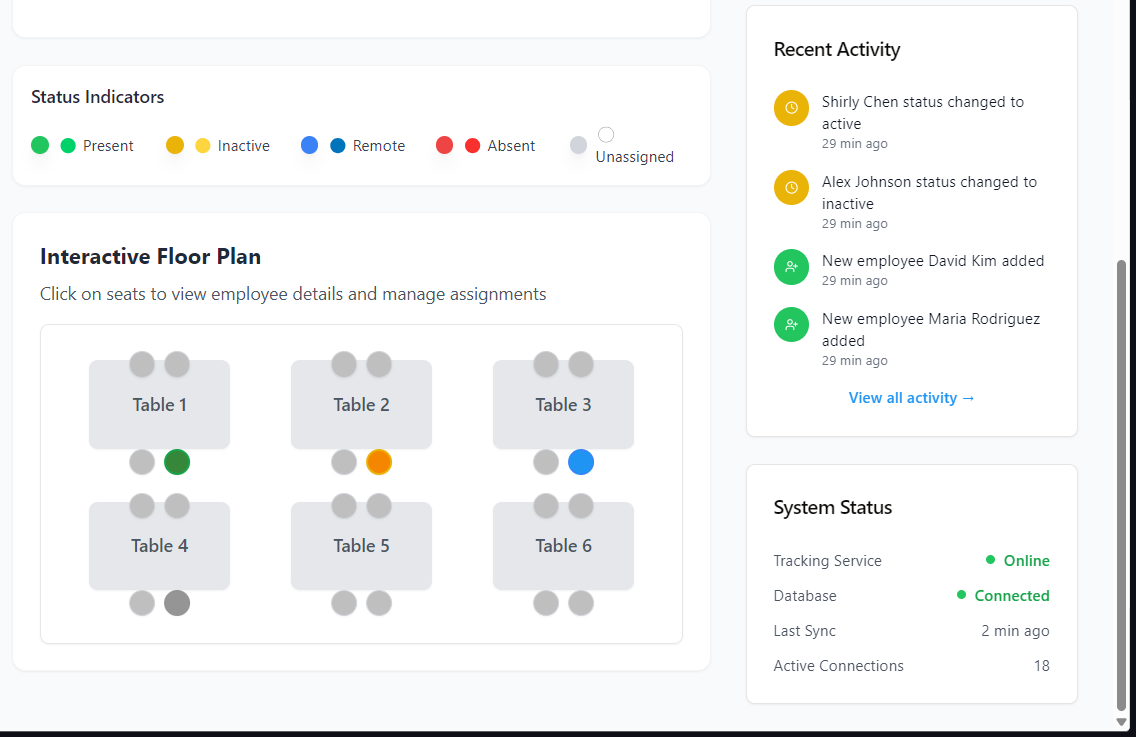 Status Indicators
Present
Inactive
Remote
Absent
Unassigned
Interactive Floor Plan
Click on seats to view employee details and manage assignments
Table 1
Table 2
Table 3
Table 4
Table 5
Table 6
Recent Activity
Shirly Chen status changed to
active
29 min ago
Alex Johnson status changed to
inactive
29 min ago
New employee David Kim added
29 min ago
New employee Maria Rodriguez
added
29 min ago
View all activity →
System Status
Tracking Service Online
Database Connected
Last Sync 2 min ago
Active Connections 18